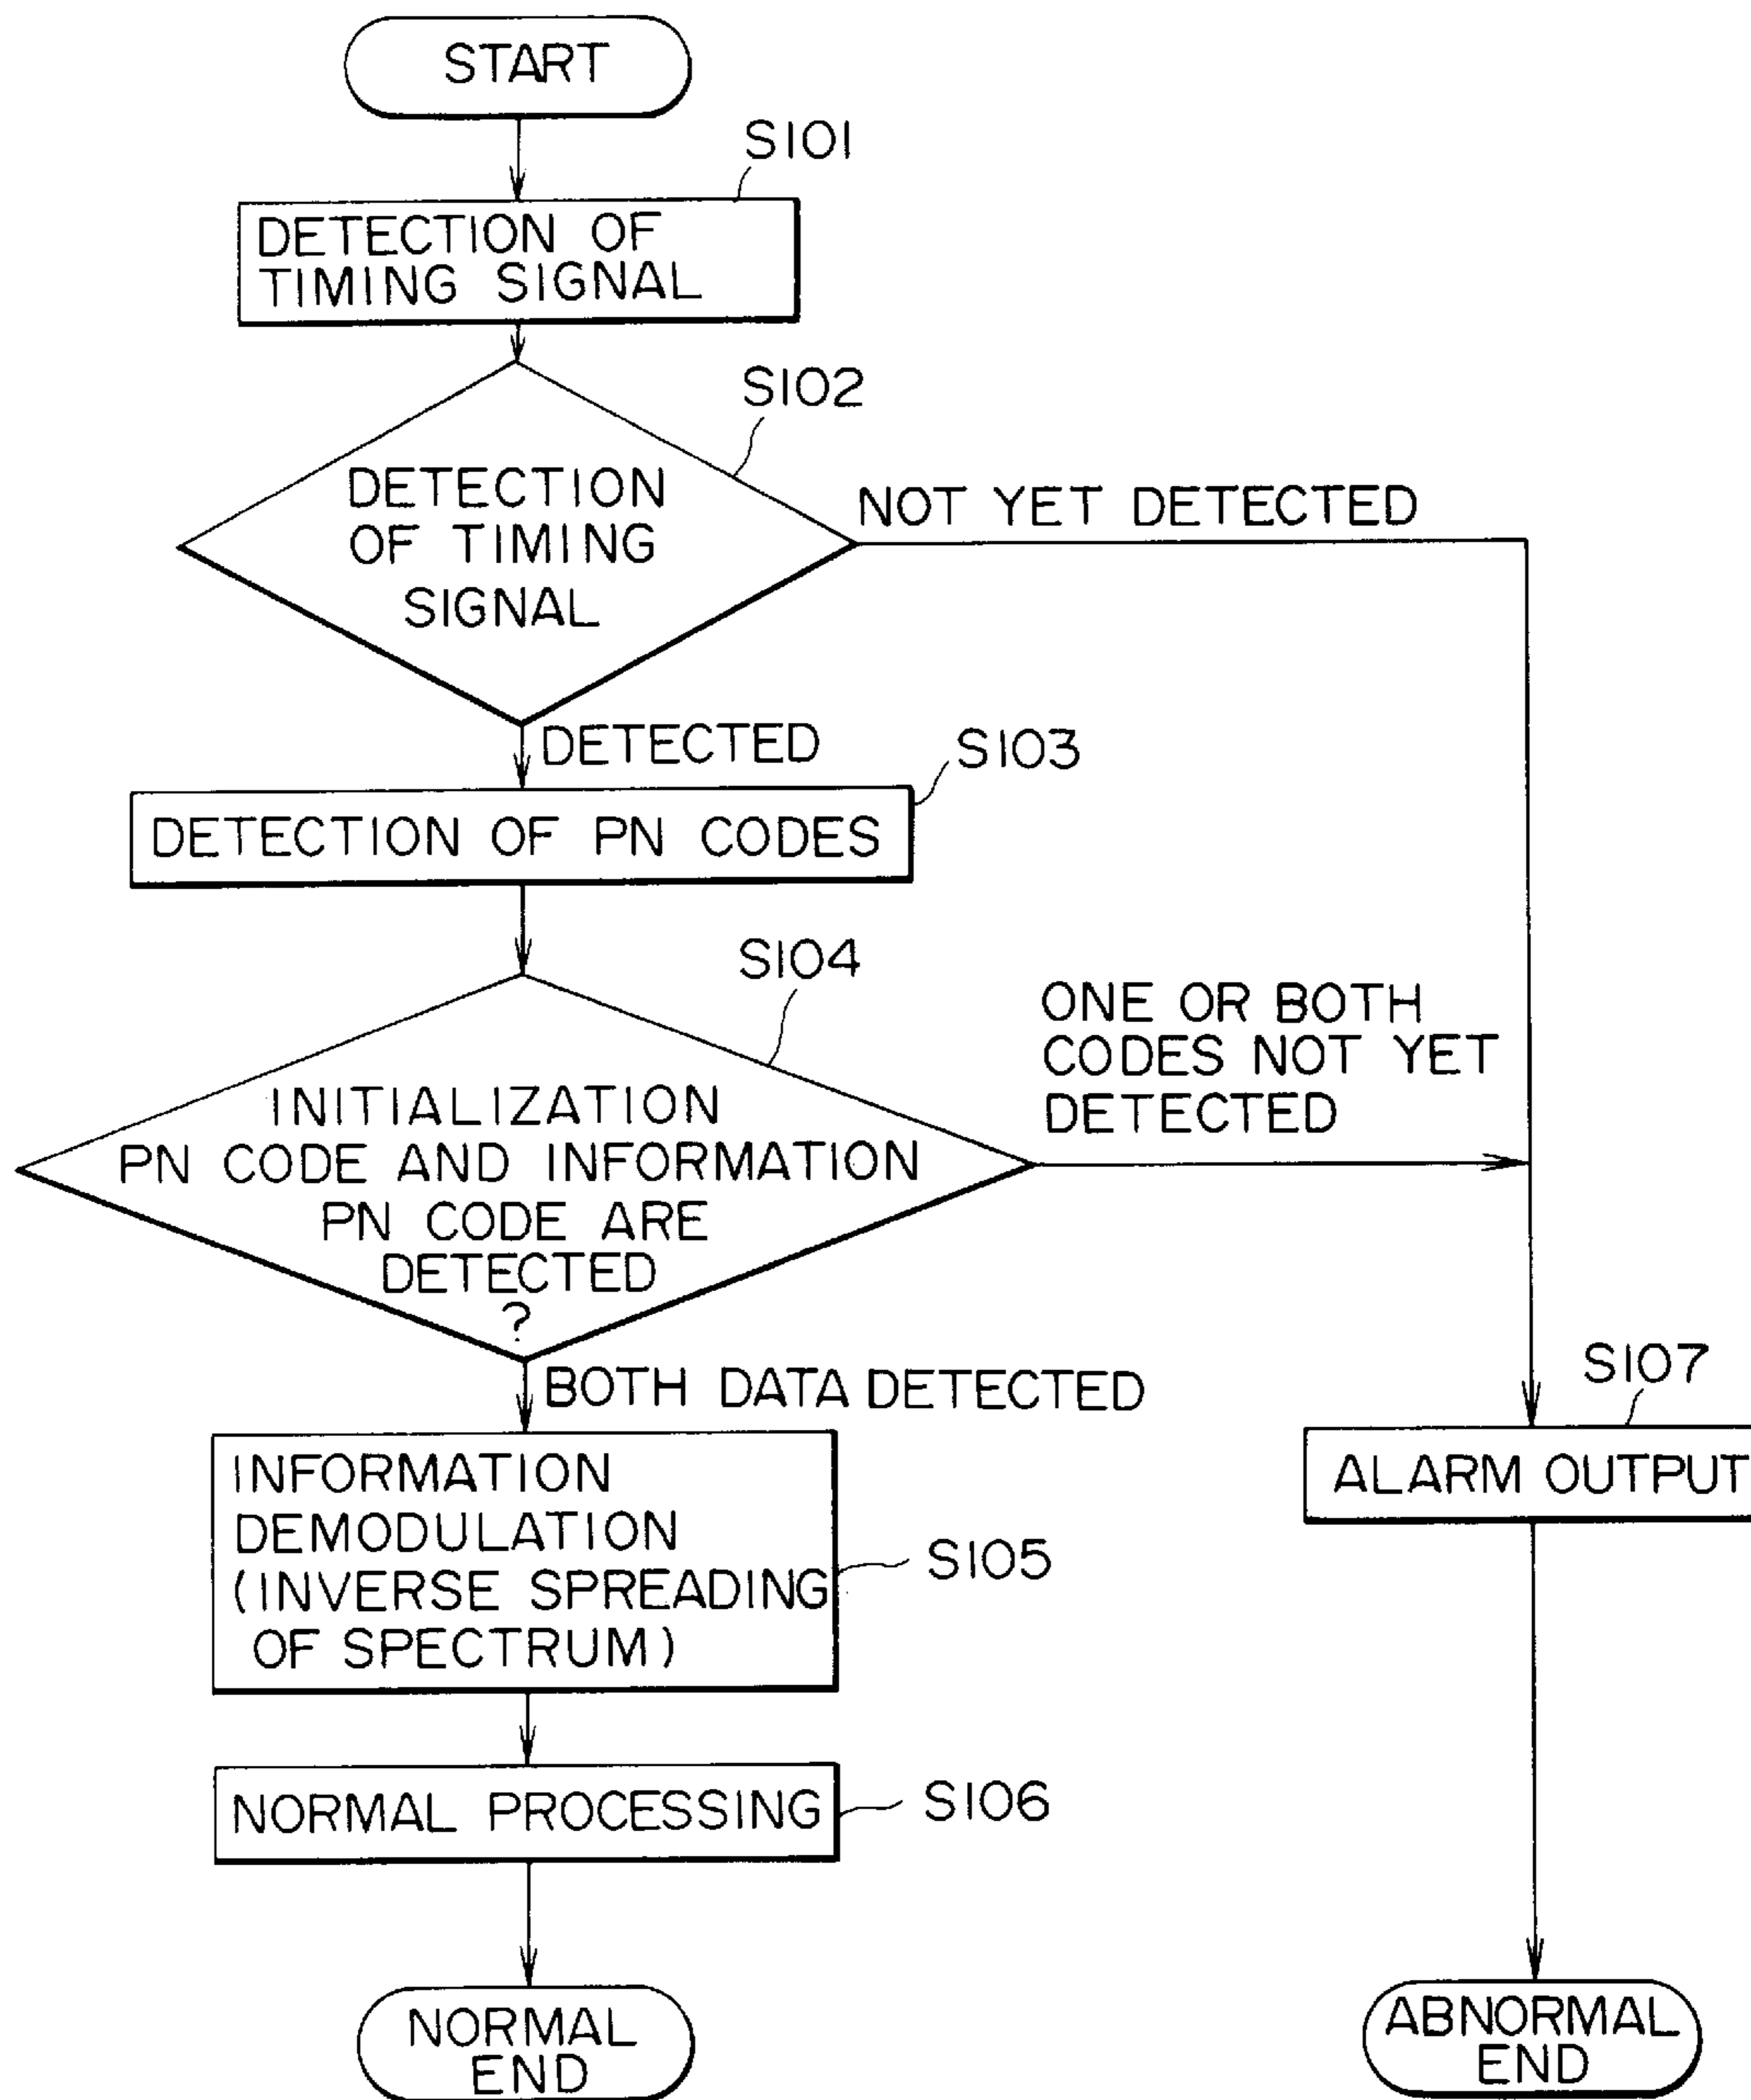 START
S101
DETECTION OF
TIMING SIGNAL
S102
DETECTION
OF TIMING
SIGNAL
NOT YET DETECTED
DETECTED
S103
DETECTION OF PN CODES
S104
INITIALIZATION
PN CODE AND INFORMATION
PN CODE ARE
DETECTED
?
ONE OR BOTH
CODES NOT YET
DETECTED
BOTH DATA DETECTED
S107
ALARM OUTPUT
INFORMATION
DEMODULATION
(INVERSE SPREADING
OF SPECTRUM)
S105
NORMAL PROCESSING
S106
NORMAL
END
ABNORMAL
END